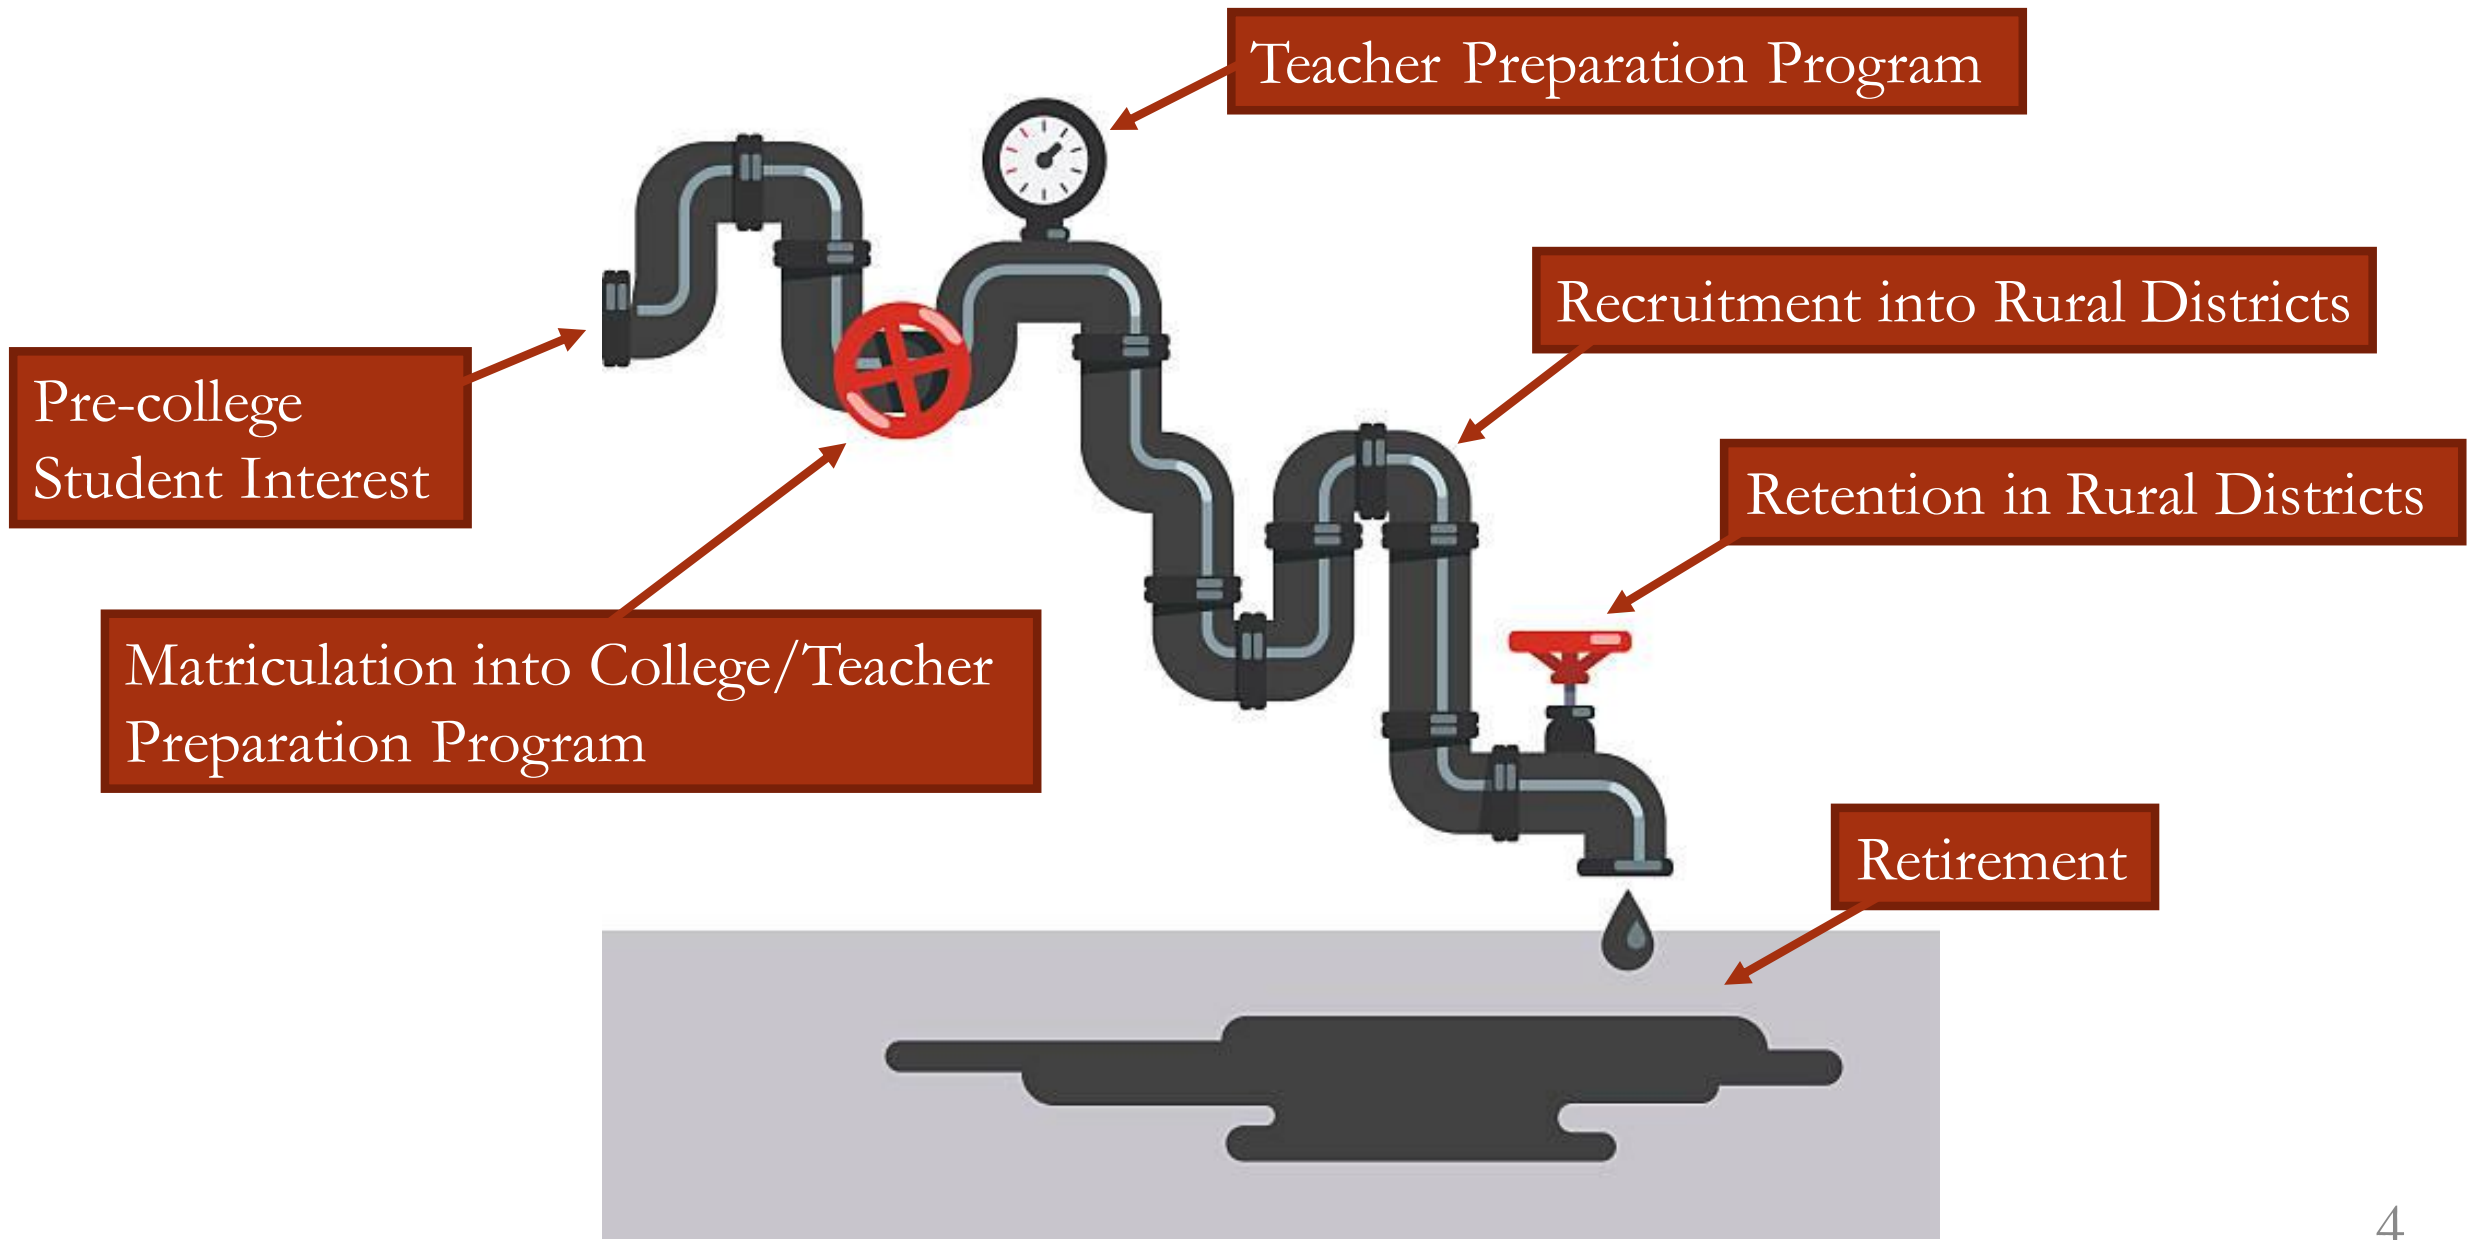 Teacher Preparation Program
Recruitment into Rural Districts
Pre-college
Student Interest
Retention in Rural Districts
Matriculation into College/Teacher
Preparation Program
Retirement
4